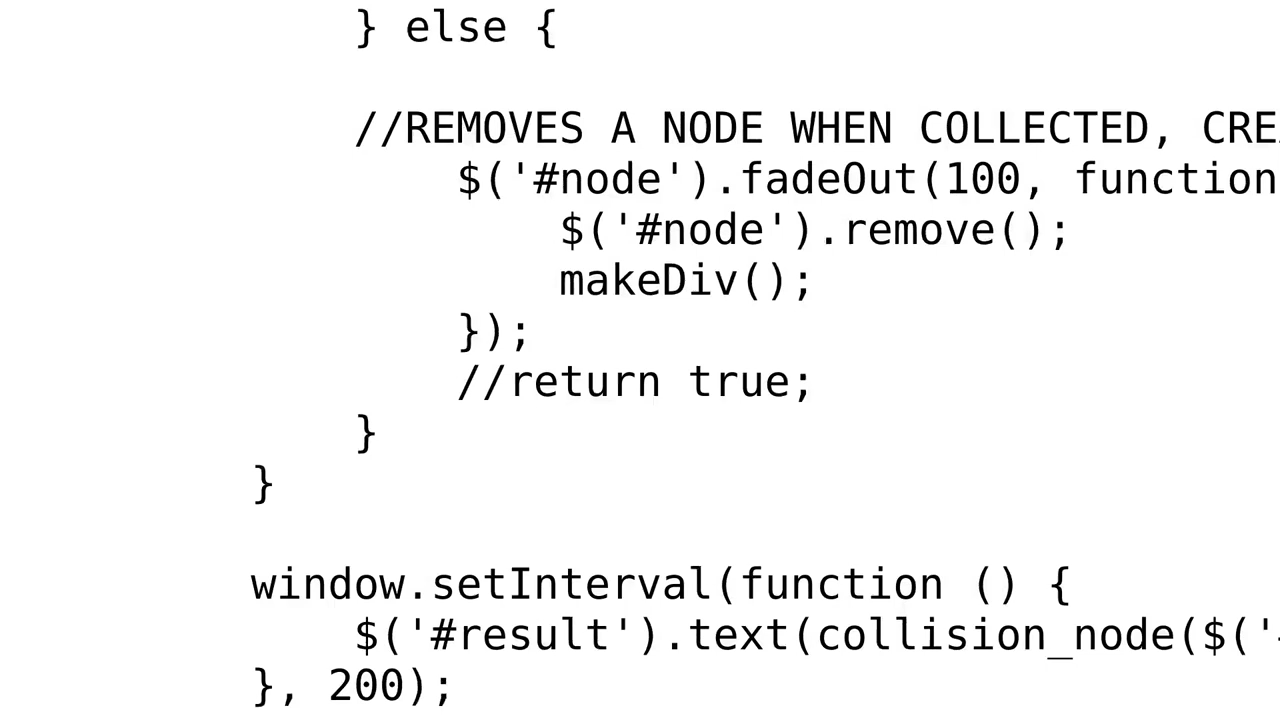 } else {
//REMOVES A NODE WHEN COLLECTED, CRE
$('#node').fadeOut(100, function
$('#node').remove();
makeDiv();
});
//return true;
}
}
window.setInterval(function () {
$('#result').text(collision_node($('
}, 200);